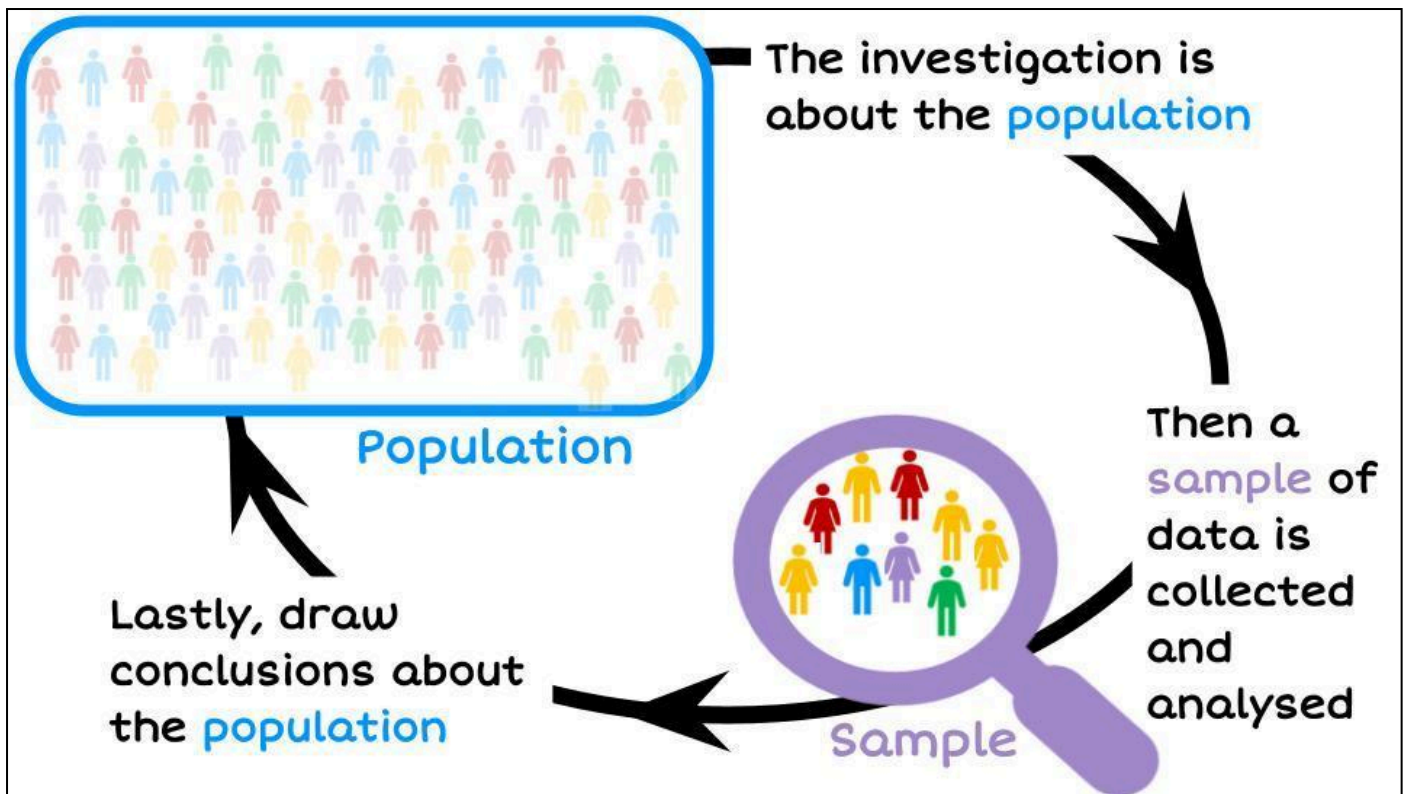 The investigation is
about the population
Population
Then a
sample of
data is
collected
and
analysed
Sample
Lastly, draw
conclusions about
the population